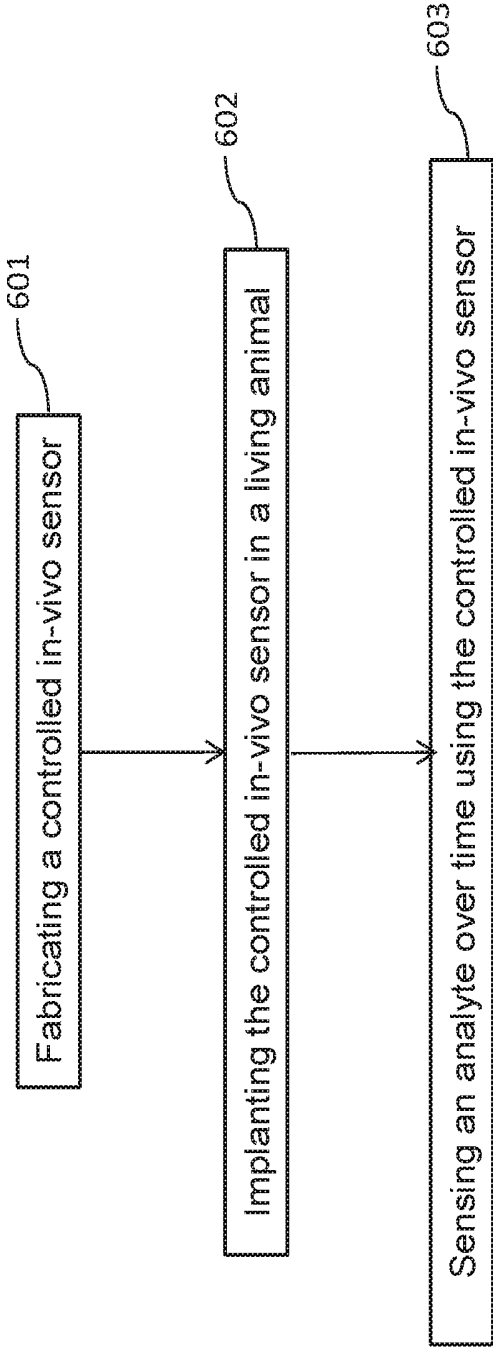 601
Fabricating a controlled in-vivo sensor
602
Implanting the controlled in-vivo sensor in a living animal
603
Sensing an analyte over time using the controlled in-vivo sensor